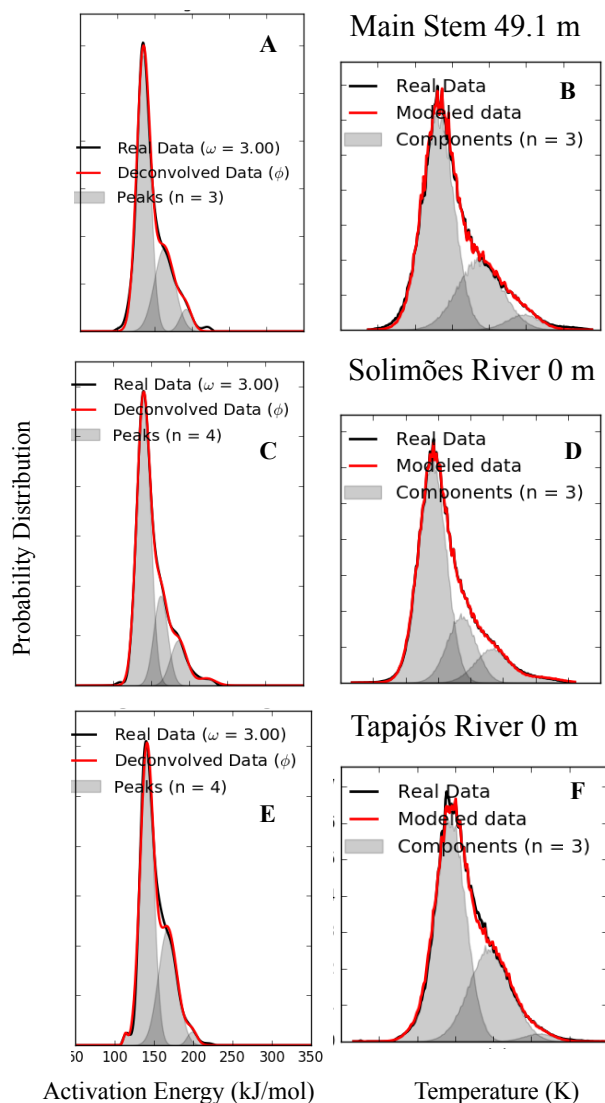 Main Stem 49.1 m
A
Real Data (ω = 3.00)
Deconvolved Data (ϕ)
Peaks (n = 3)
B
Real Data
Modeled data
Components (n = 3)
Solimões River 0 m
Real Data (ω = 3.00)
Deconvolved Data (ϕ)
Peaks (n = 4)
C
Real Data
Modeled data
Components (n = 3)
D
Probability Distribution
Tapajós River 0 m
Real Data (ω = 3.00)
Deconvolved Data (ϕ)
Peaks (n = 4)
E
Real Data
Modeled data
Components (n = 3)
F
50 100 150 200 250 300 350
Activation Energy (kJ/mol)
Temperature (K)